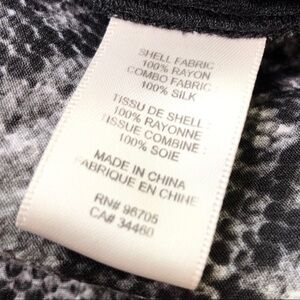 SHELL FABRIC
100% RAYON
COMBO FABRIC
100% SILK
TISSU DE SHELL:
100% RAYONNE
TISSUE COMBINE:
100% SOIE
MADE IN CHINA
FABRIQUE EN CHINE
RN# 96705
CA# 34460